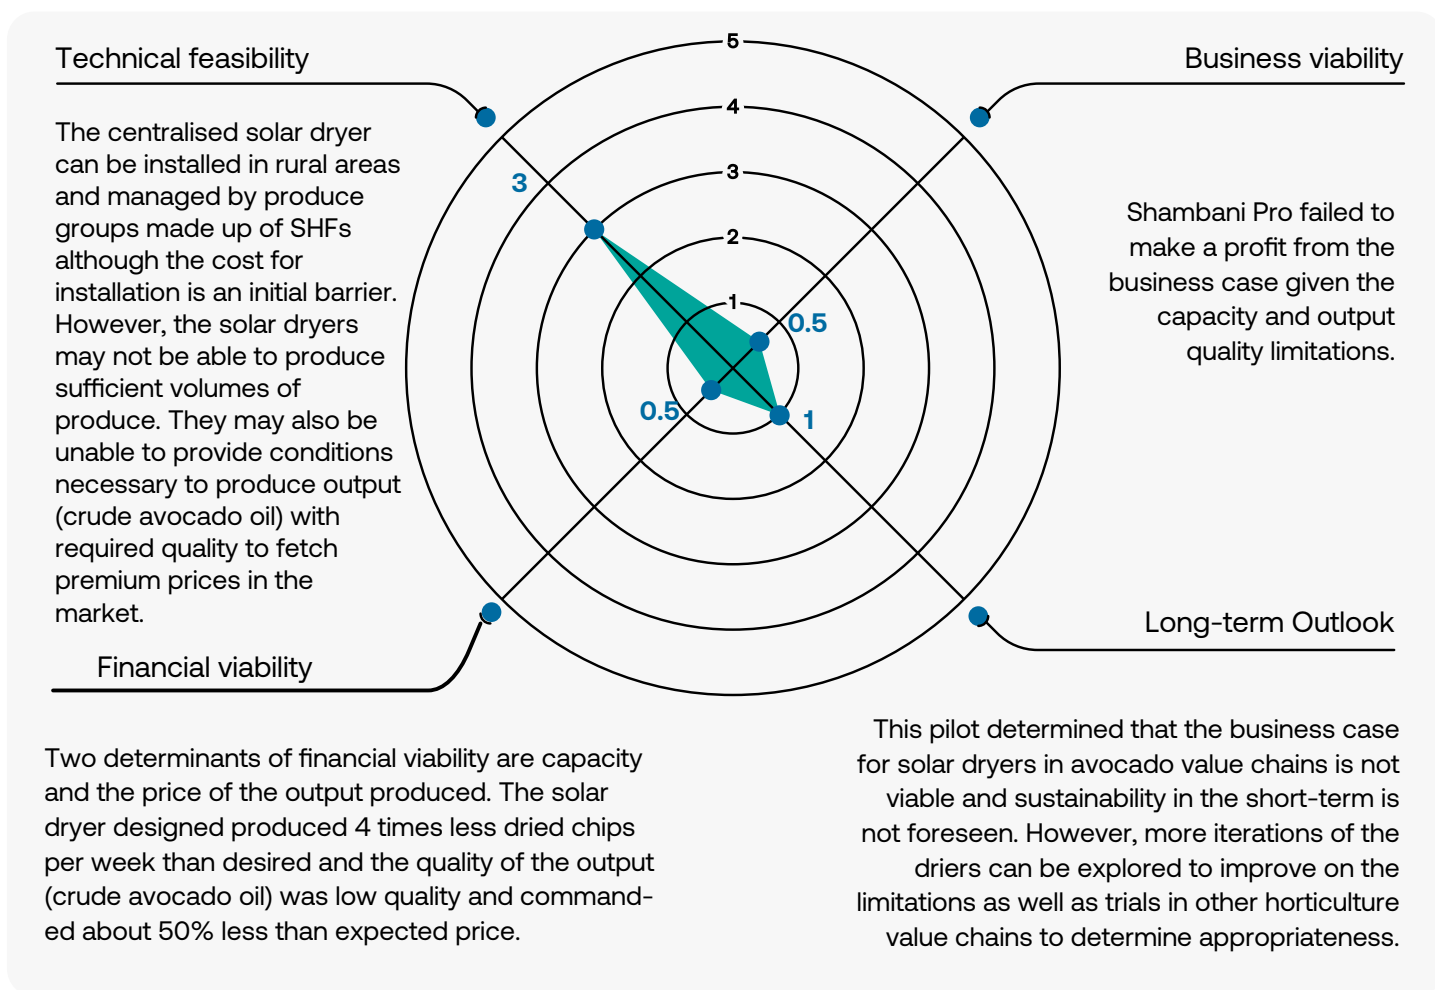 Technical feasibility
The centralised solar dryer
can be installed in rural areas
and managed by produce
groups made up of SHFs
although the cost for
installation is an initial barrier.
However, the solar dryers
may not be able to produce
sufficient volumes of
produce. They may also be
unable to provide conditions
necessary to produce output
(crude avocado oil) with
required quality to fetch
premium prices in the
market.
5
4
3
2
1
3
0.5
0.5
1
Business viability
Shambani Pro failed to
make a profit from the
business case given the
capacity and output
quality limitations.
Financial viability
Two determinants of financial viability are capacity
and the price of the output produced. The solar
dryer designed produced 4 times less dried chips
per week than desired and the quality of the output
(crude avocado oil) was low quality and command-
ed about 50% less than expected price.
Long-term Outlook
This pilot determined that the business case
for solar dryers in avocado value chains is not
viable and sustainability in the short-term is
not foreseen. However, more iterations of the
driers can be explored to improve on the
limitations as well as trials in other horticulture
value chains to determine appropriateness.